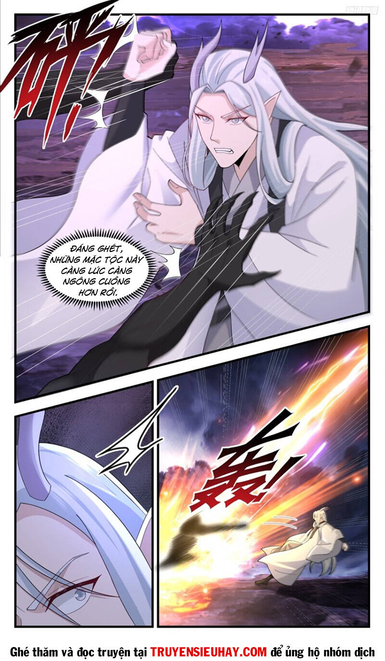 砰!
ĐÁNG GHÉT,
NHỮNG MẶC TỘC NÀY
CÀNG LÚC CÀNG
NGÔNG CUỒNG
HƠN RỒI.
轰!
Ghé thăm và đọc truyện tại TRUYENSIEUHAY.COM để ủng hộ nhóm dịch